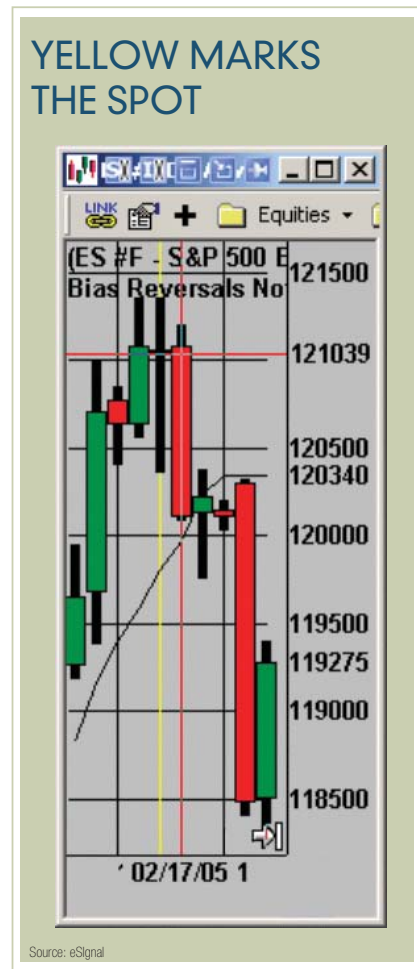 YELLOW MARKS
THE SPOT
LINK
Equities
(ES #F - S&P 500 E
Bias Reversals No
121500
121039
120500
120340
120000
119500
119275
119000
118500
02/17/05 1
Source: eSignal